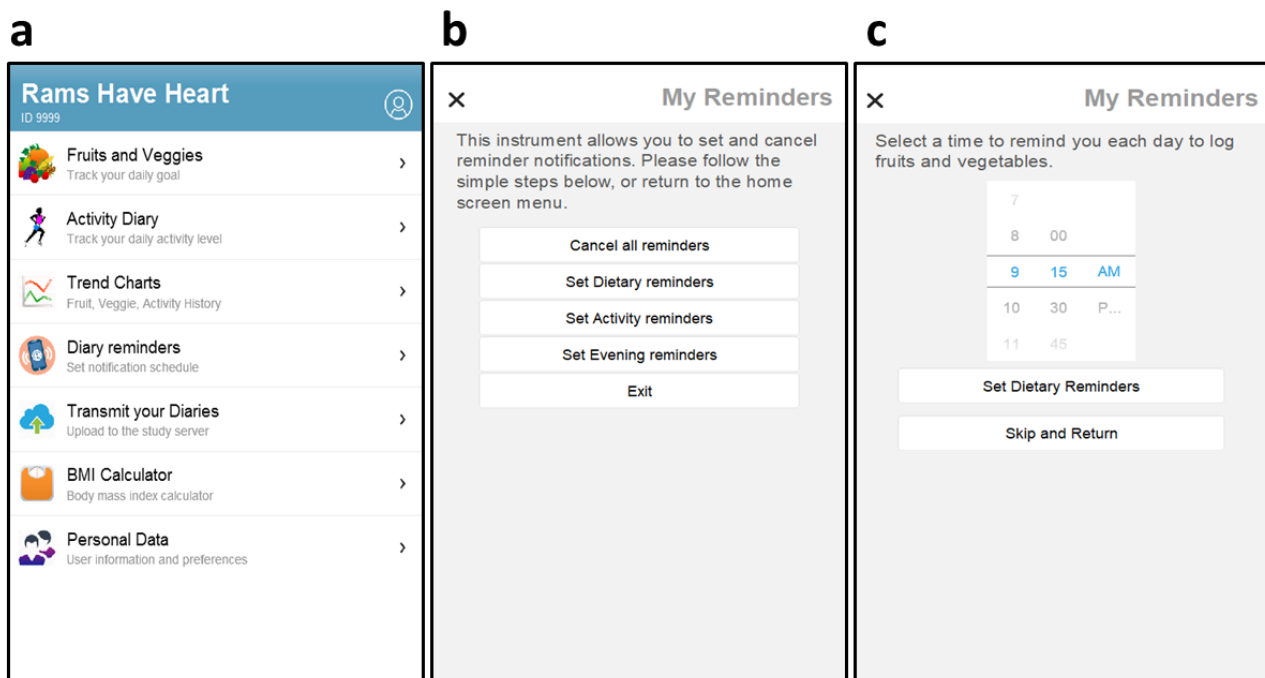 a
Rams Have Heart
ID 9999
Fruits and Veggies
Track your daily goal
Activity Diary
Track your daily activity level
Trend Charts
Fruit, Veggie, Activity History
Diary reminders
Set notification schedule
Transmit your Diaries
Upload to the study server
BMI Calculator
Body mass index calculator
Personal Data
User information and preferences
b
My Reminders
This instrument allows you to set and cancel
reminder notifications. Please follow the
simple steps below, or return to the home
screen menu.
Cancel all reminders
Set Dietary reminders
Set Activity reminders
Set Evening reminders
Exit
c
My Reminders
Select a time to remind you each day to log
fruits and vegetables.
7
8 00
9 15 AM
10 30 P...
11 45
Set Dietary Reminders
Skip and Return